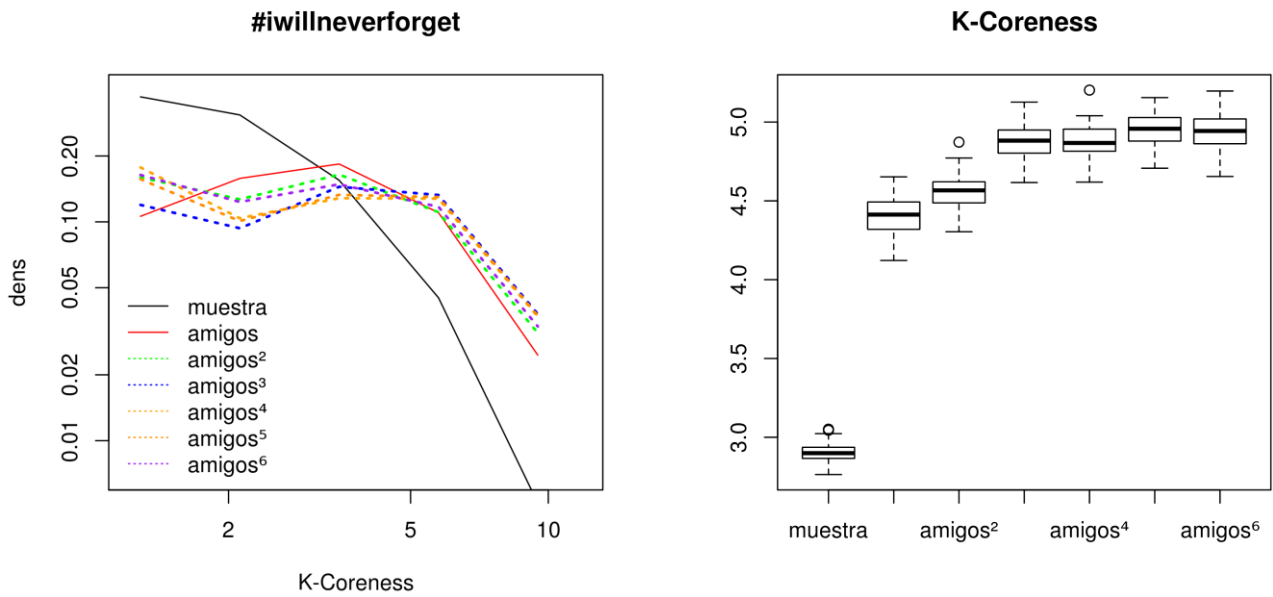 #iwillneverforget
dens
0.20
0.10
0.05
0.02
0.01
muestra
amigos
amigos²
amigos³
amigos⁴
amigos⁵
amigos⁶
2 5 10
K-Coreness
K-Coreness
5.0
4.5
4.0
3.5
3.0
muestra amigos² amigos⁴ amigos⁶